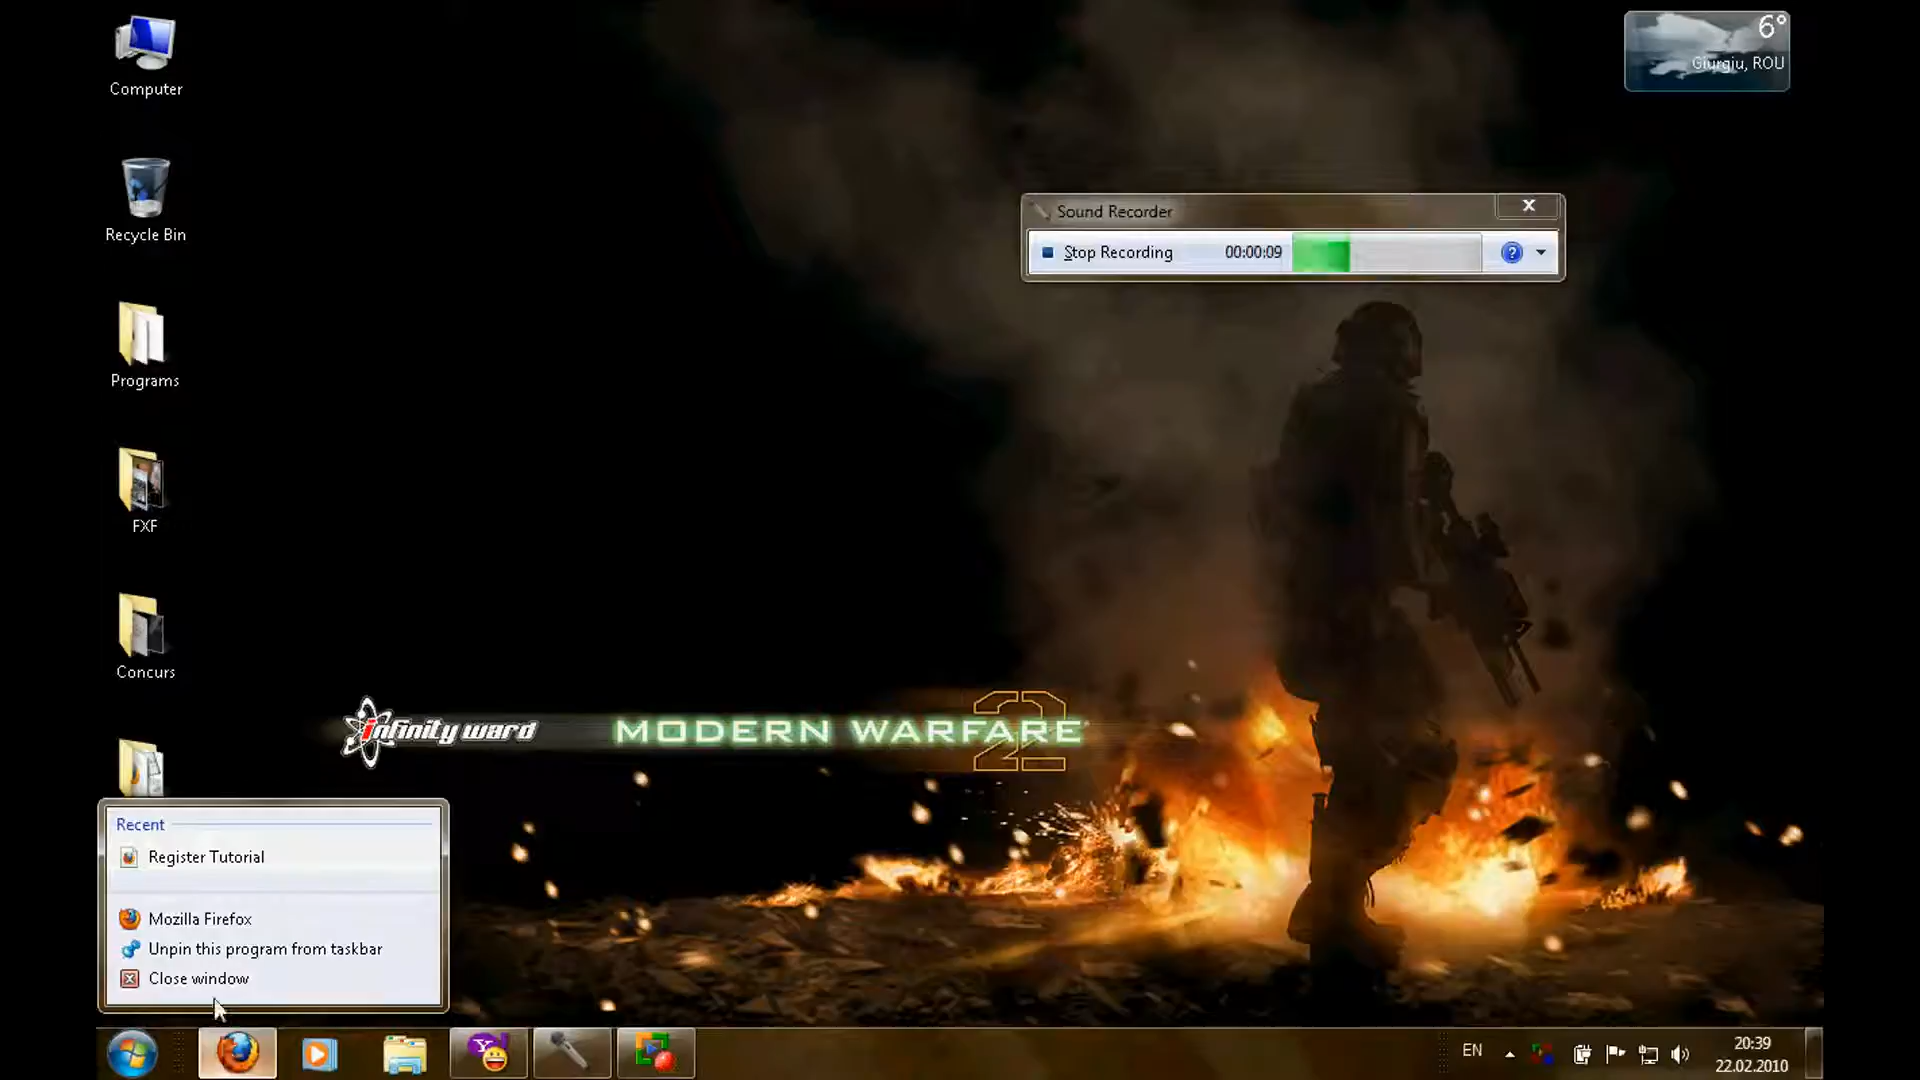 Computer
Recycle Bin
Programs
FXF
Concurs
6°
Giurgiu, ROU
Sound Recorder
Stop Recording 00:00:09
infinity ward
MODERN WARFARE 2
Recent
Register Tutorial
Mozilla Firefox
Unpin this program from taskbar
Close window
EN
20:39
22.02.2010